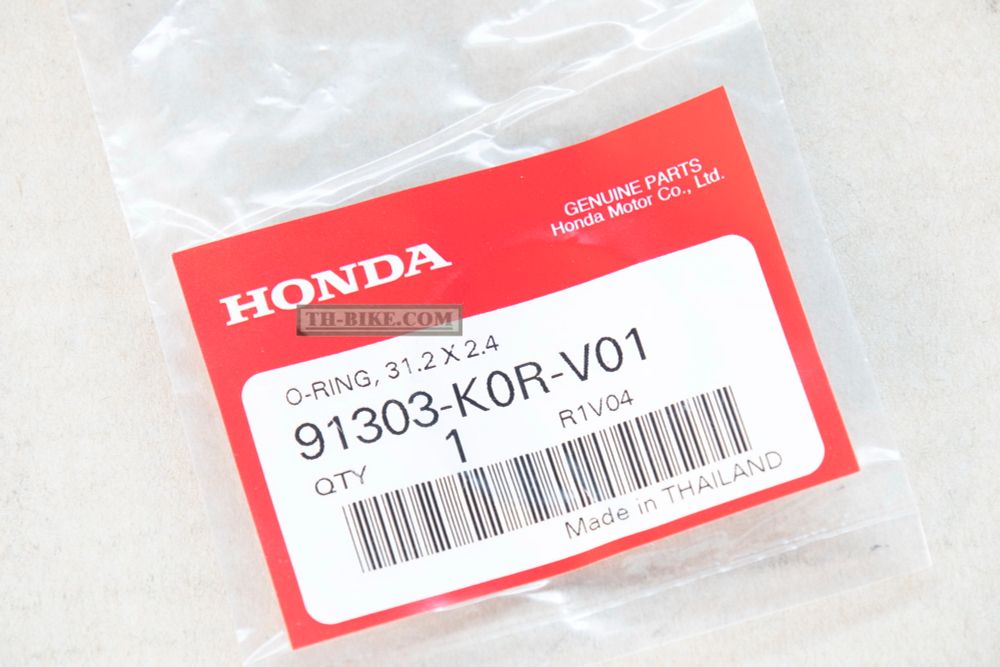 GENUINE PARTS
Honda Motor Co., Ltd.
HONDA
TH-BIKE.COM
O-RING, 31.2 X 2.4
91303-K0R-V01
QTY 1 R1V04
Made in THAILAND